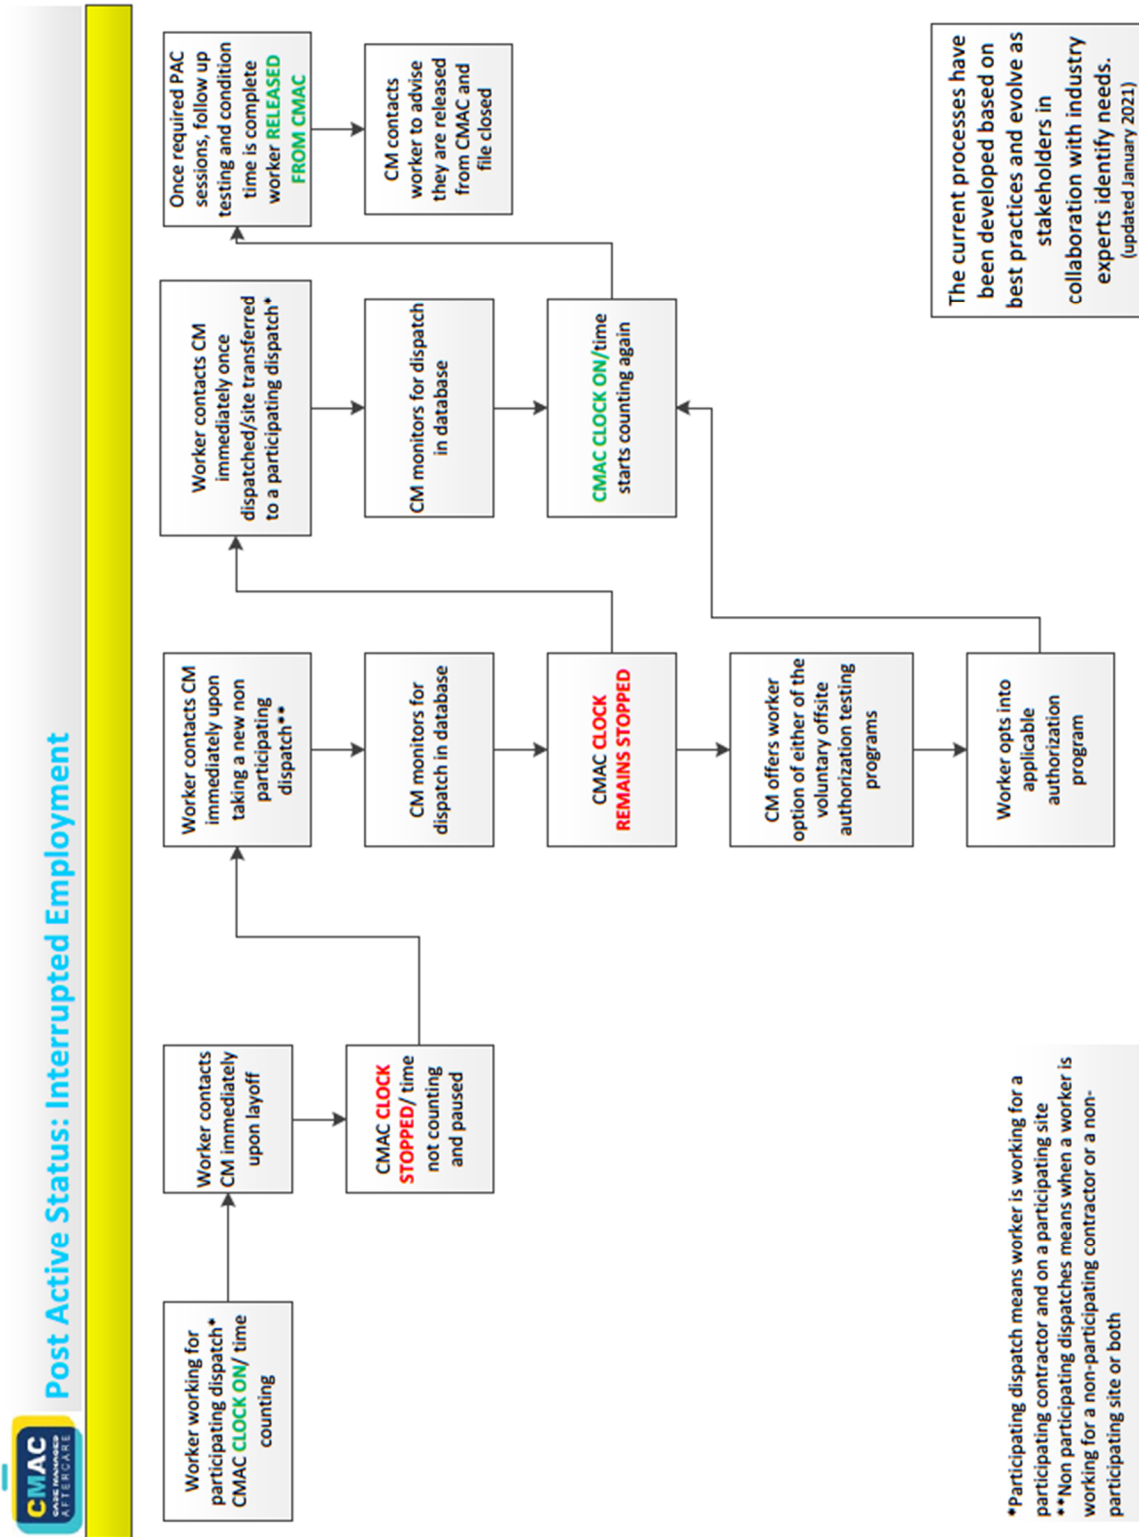 CMAC
CASE MANAGED
AFTERCARE
Post Active Status: Interrupted Employment
Worker working for
participating dispatch*
CMAC CLOCK ON/ time
counting
Worker contacts
CM immediately
upon layoff
CMAC CLOCK
STOPPED/ time
not counting
and paused
Worker contacts CM
immediately upon
taking a new non
participating
dispatch**
CM monitors for
dispatch in database
CMAC CLOCK
REMAINS STOPPED
CM offers worker
option of either of the
voluntary offsite
authorization testing
programs
Worker opts into
applicable
authorization
program
Worker contacts CM
immediately once
dispatched/site transferred
to a participating dispatch*
CM monitors for dispatch
in database
CMAC CLOCK ON/time
starts counting again
Once required PAC
sessions, follow up
testing and condition
time is complete
worker RELEASED
FROM CMAC
CM contacts
worker to advise
they are released
from CMAC and
file closed
*Participating dispatch means worker is working for a
participating contractor and on a participating site
**Non participating dispatches means when a worker is
working for a non-participating contractor or a non-
participating site or both
The current processes have
been developed based on
best practices and evolve as
stakeholders in
collaboration with industry
experts identify needs.
(updated January 2021)